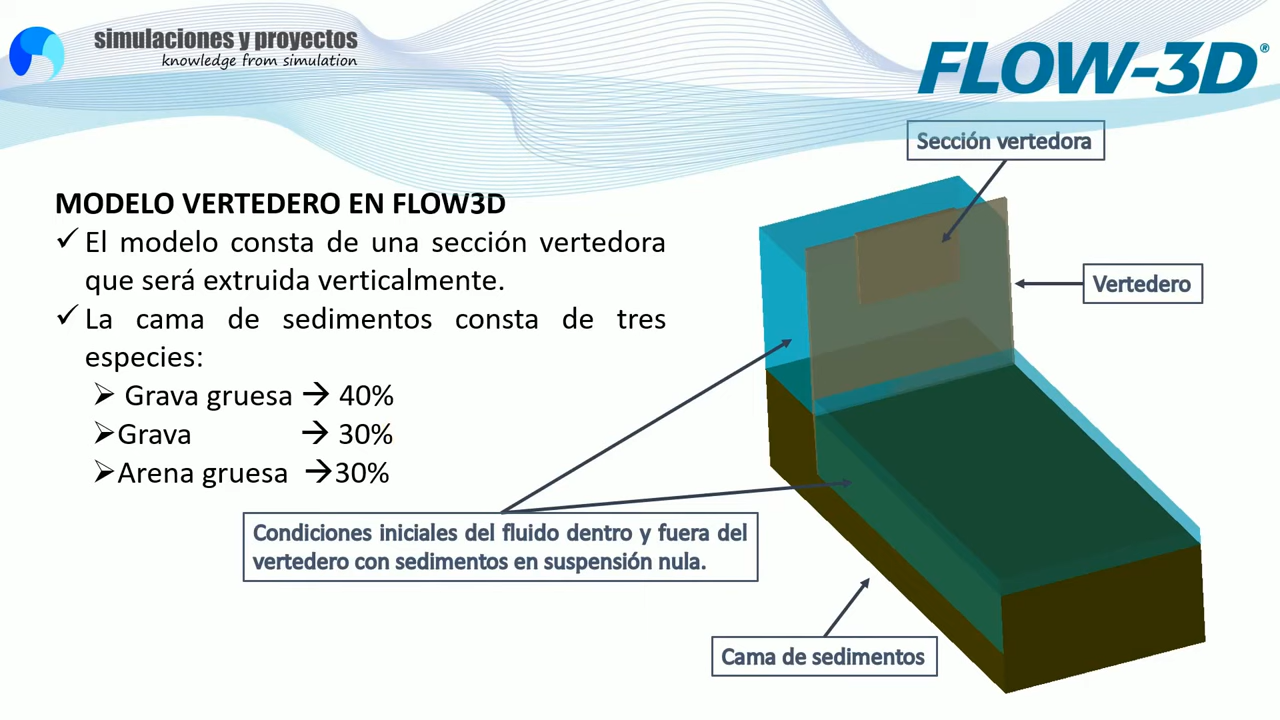 simulaciones y proyectos
knowledge from simulation
FLOW-3D®
Sección vertedora
MODELO VERTEDERO EN FLOW3D
✓ El modelo consta de una sección vertedora
que será extruida verticalmente.
✓ La cama de sedimentos consta de tres
especies:
➢ Grava gruesa → 40%
➢ Grava → 30%
➢ Arena gruesa → 30%
Vertedero
Condiciones iniciales del fluido dentro y fuera del
vertedero con sedimentos en suspensión nula.
Cama de sedimentos